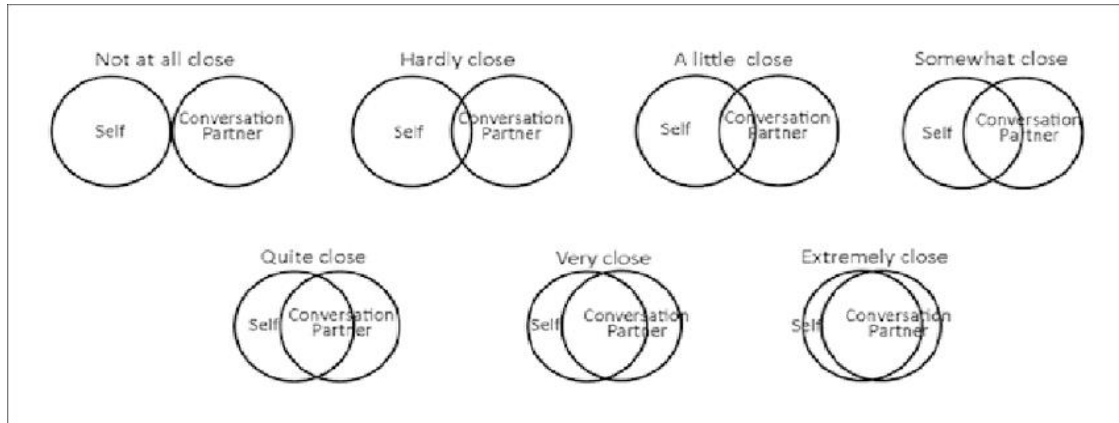 Not at all close
Self
Conversation
Partner
Hardly close
Self
Conversation
Partner
A little close
Self
Conversation
Partner
Somewhat close
Self
Conversation
Partner
Quite close
Self
Conversation
Partner
Very close
Self
Conversation
Partner
Extremely close
Self
Conversation
Partner